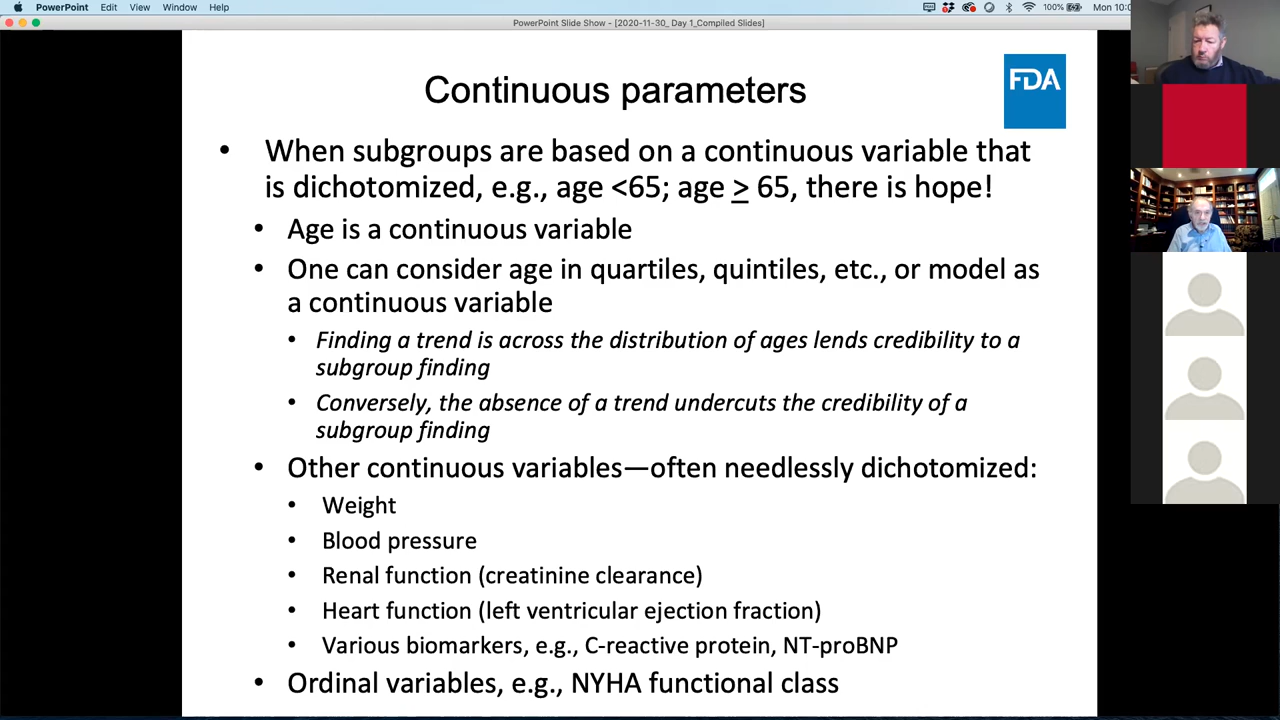 PowerPoint Edit View Window Help
100% Mon 10:0
PowerPoint Slide Show - [2020-11-30_ Day 1_Compiled Slides]
Continuous parameters
FDA
• When subgroups are based on a continuous variable that
is dichotomized, e.g., age <65; age ≥ 65, there is hope!
• Age is a continuous variable
• One can consider age in quartiles, quintiles, etc., or model as
a continuous variable
• Finding a trend is across the distribution of ages lends credibility to a
subgroup finding
• Conversely, the absence of a trend undercuts the credibility of a
subgroup finding
• Other continuous variables—often needlessly dichotomized:
• Weight
• Blood pressure
• Renal function (creatinine clearance)
• Heart function (left ventricular ejection fraction)
• Various biomarkers, e.g., C-reactive protein, NT-proBNP
• Ordinal variables, e.g., NYHA functional class